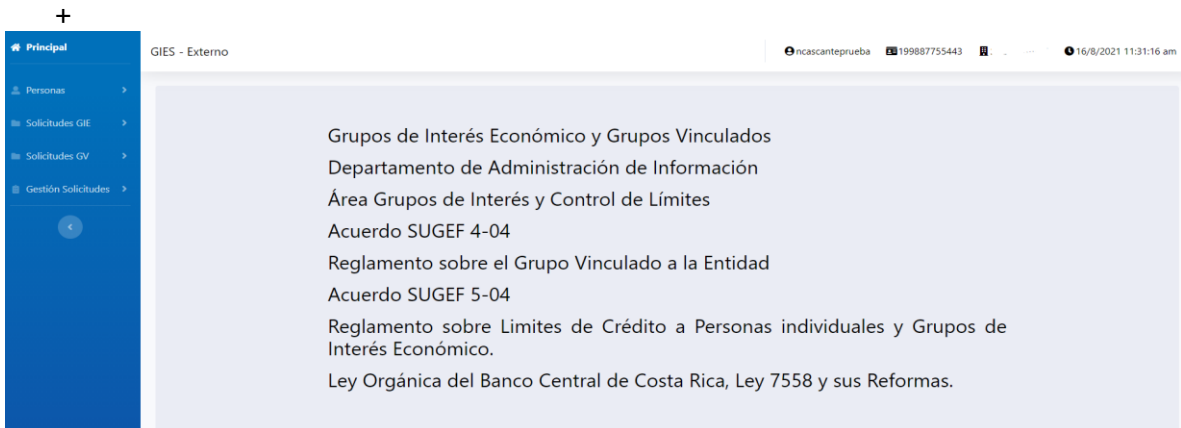 +
Principal
GIES - Externo
ncascanteprueba 199887755443 16/8/2021 11:31:16 am
Personas
Solicitudes GIE
Solicitudes GV
Gestión Solicitudes
Grupos de Interés Económico y Grupos Vinculados
Departamento de Administración de Información
Área Grupos de Interés y Control de Límites
Acuerdo SUGEF 4-04
Reglamento sobre el Grupo Vinculado a la Entidad
Acuerdo SUGEF 5-04
Reglamento sobre Limites de Crédito a Personas individuales y Grupos de
Interés Económico.
Ley Orgánica del Banco Central de Costa Rica, Ley 7558 y sus Reformas.